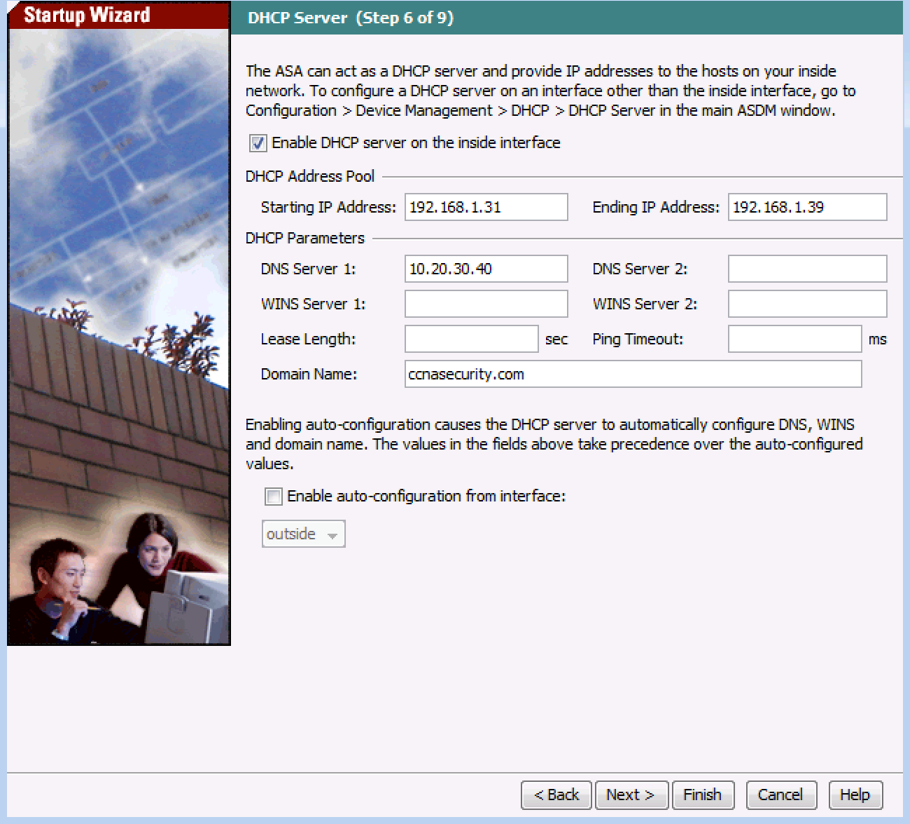 Startup Wizard
DHCP Server (Step 6 of 9)
The ASA can act as a DHCP server and provide IP addresses to the hosts on your inside
network. To configure a DHCP server on an interface other than the inside interface, go to
Configuration > Device Management > DHCP > DHCP Server in the main ASDM window.
Enable DHCP server on the inside interface
DHCP Address Pool
Starting IP Address: 192.168.1.31 Ending IP Address: 192.168.1.39
DHCP Parameters
DNS Server 1: 10.20.30.40 DNS Server 2:
WINS Server 1: WINS Server 2:
Lease Length: sec Ping Timeout: ms
Domain Name: ccnasecurity.com
Enabling auto-configuration causes the DHCP server to automatically configure DNS, WINS
and domain name. The values in the fields above take precedence over the auto-configured
values.
Enable auto-configuration from interface:
outside
< Back Next > Finish Cancel Help